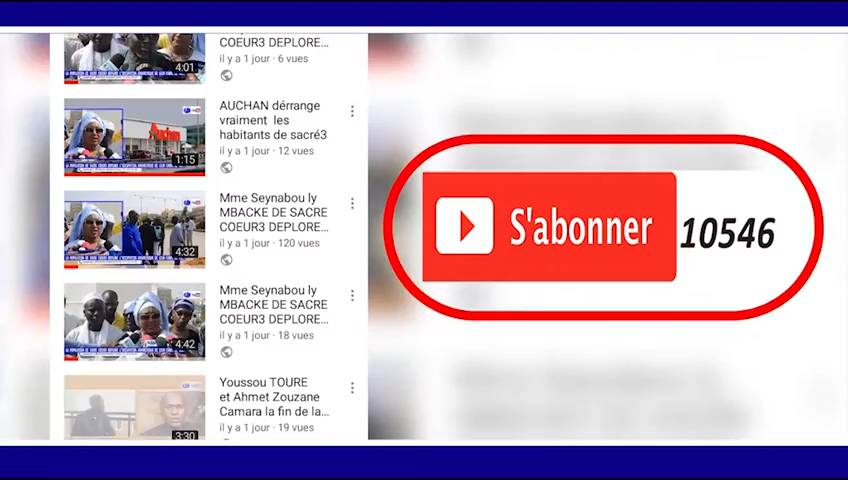 COEUR3 DEPLORE...
il y a 1 jour · 6 vues
4:01
AUCHAN dérrange
vraiment les
habitants de sacré3
il y a 1 jour · 12 vues
Auchan
1:15
Mme Seynabou ly
MBACKE DE SACRE
COEUR3 DEPLORE...
il y a 1 jour · 120 vues
4:32
Mme Seynabou ly
MBACKE DE SACRE
COEUR3 DEPLORE...
il y a 1 jour · 18 vues
4:42
Youssou TOURE
et Ahmet Zouzane
Camara la fin de la...
il y a 1 jour · 19 vues
3:30
S'abonner
10546